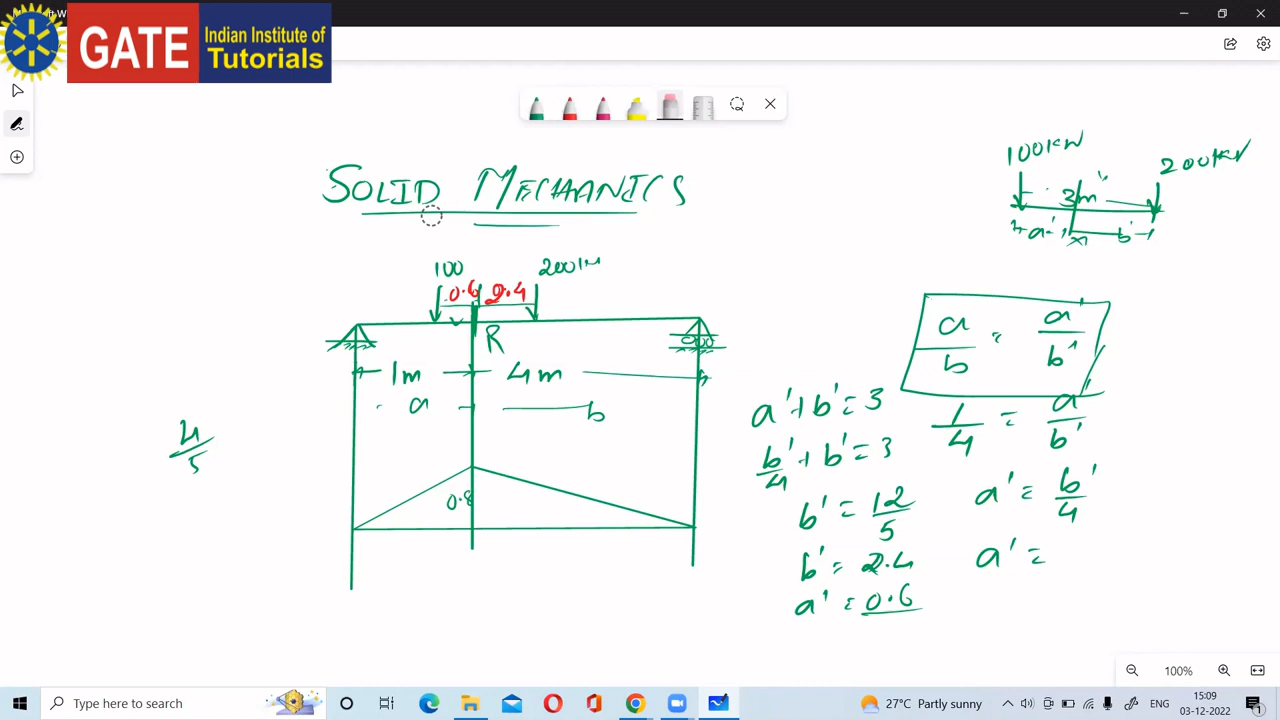 GATE Indian Institute of Tutorials
SOLID MECHANICS
100KN
200KN
3m
a' b'
100 200KN
0.6 2.4
R
1m 4m
a b
4/5
0.8
a/b = a'/b'
a' + b' = 3
1/4 = a'/b'
b'/4 + b' = 3
a' = b'/4
b' = 12/5
a' =
b' = 2.4
a' = 0.6
100%
Type here to search
27°C Partly sunny
ENG
15:09
03-12-2022
1